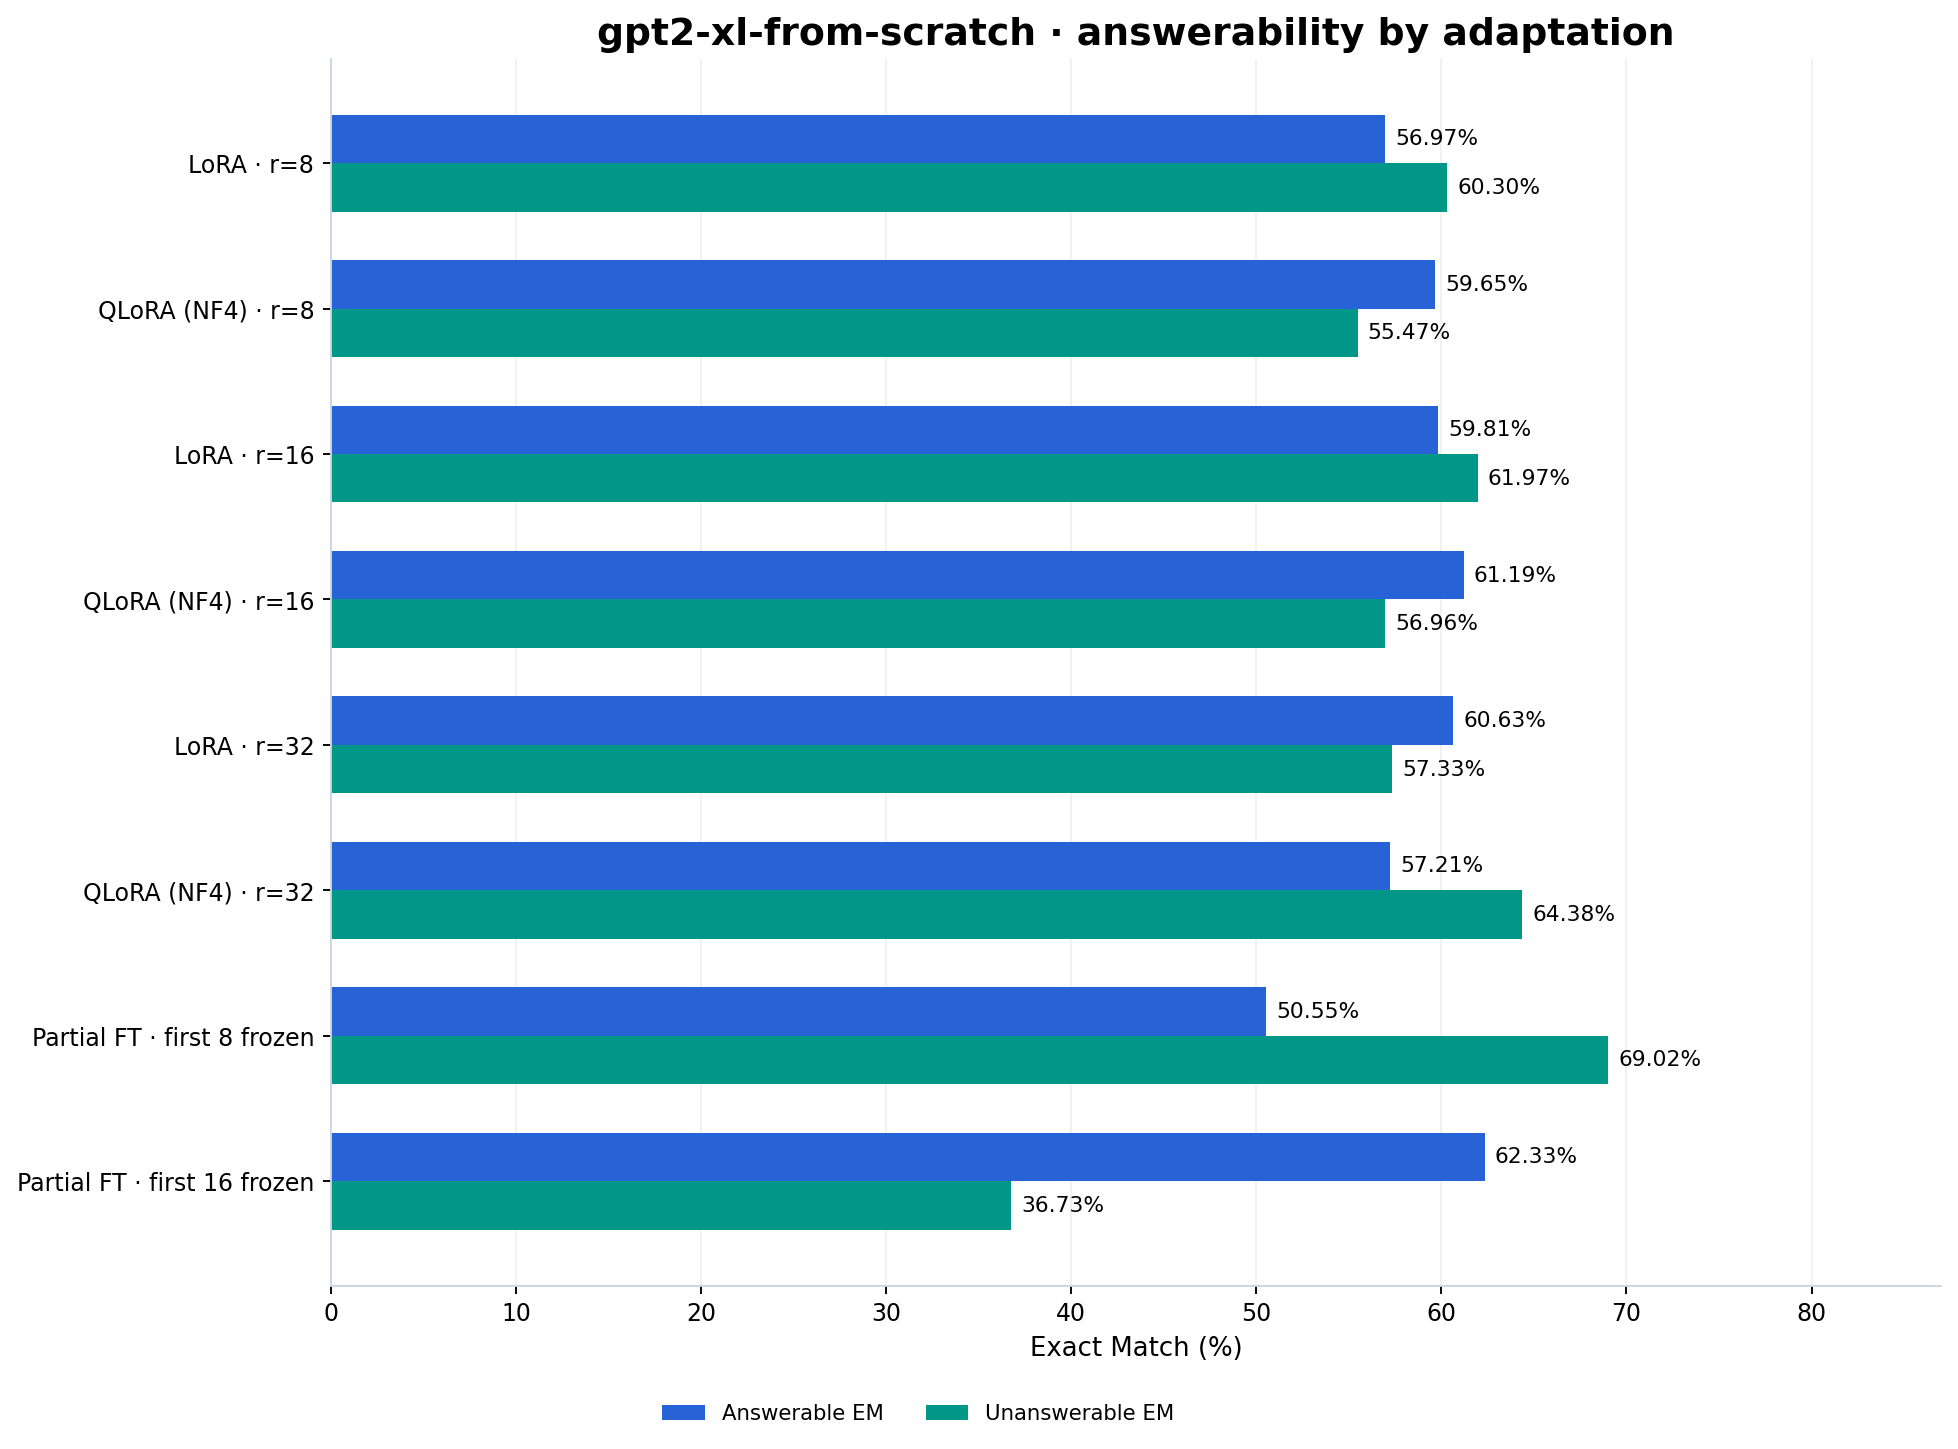 gpt2-xl-from-scratch · answerability by adaptation
LoRA · r=8
56.97%
60.30%
QLoRA (NF4) · r=8
59.65%
55.47%
LoRA · r=16
59.81%
61.97%
QLoRA (NF4) · r=16
61.19%
56.96%
LoRA · r=32
60.63%
57.33%
QLoRA (NF4) · r=32
57.21%
64.38%
Partial FT · first 8 frozen
50.55%
69.02%
Partial FT · first 16 frozen
62.33%
36.73%
0 10 20 30 40 50 60 70 80
Exact Match (%)
Answerable EM Unanswerable EM